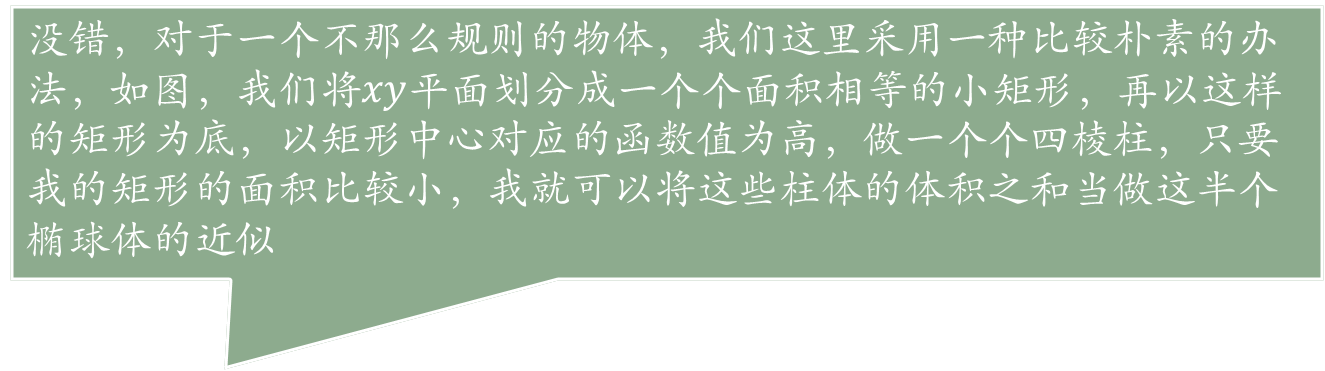 没错，对于一个不那么规则的物体，我们这里采用一种比较朴素的办
法，如图，我们将xy平面划分成一个个面积相等的小矩形，再以这样
的矩形为底，以矩形中心对应的函数值为高，做一个个四棱柱，只要
我的矩形的面积比较小，我就可以将这些柱体的体积之和当做这半个
椭球体的近似